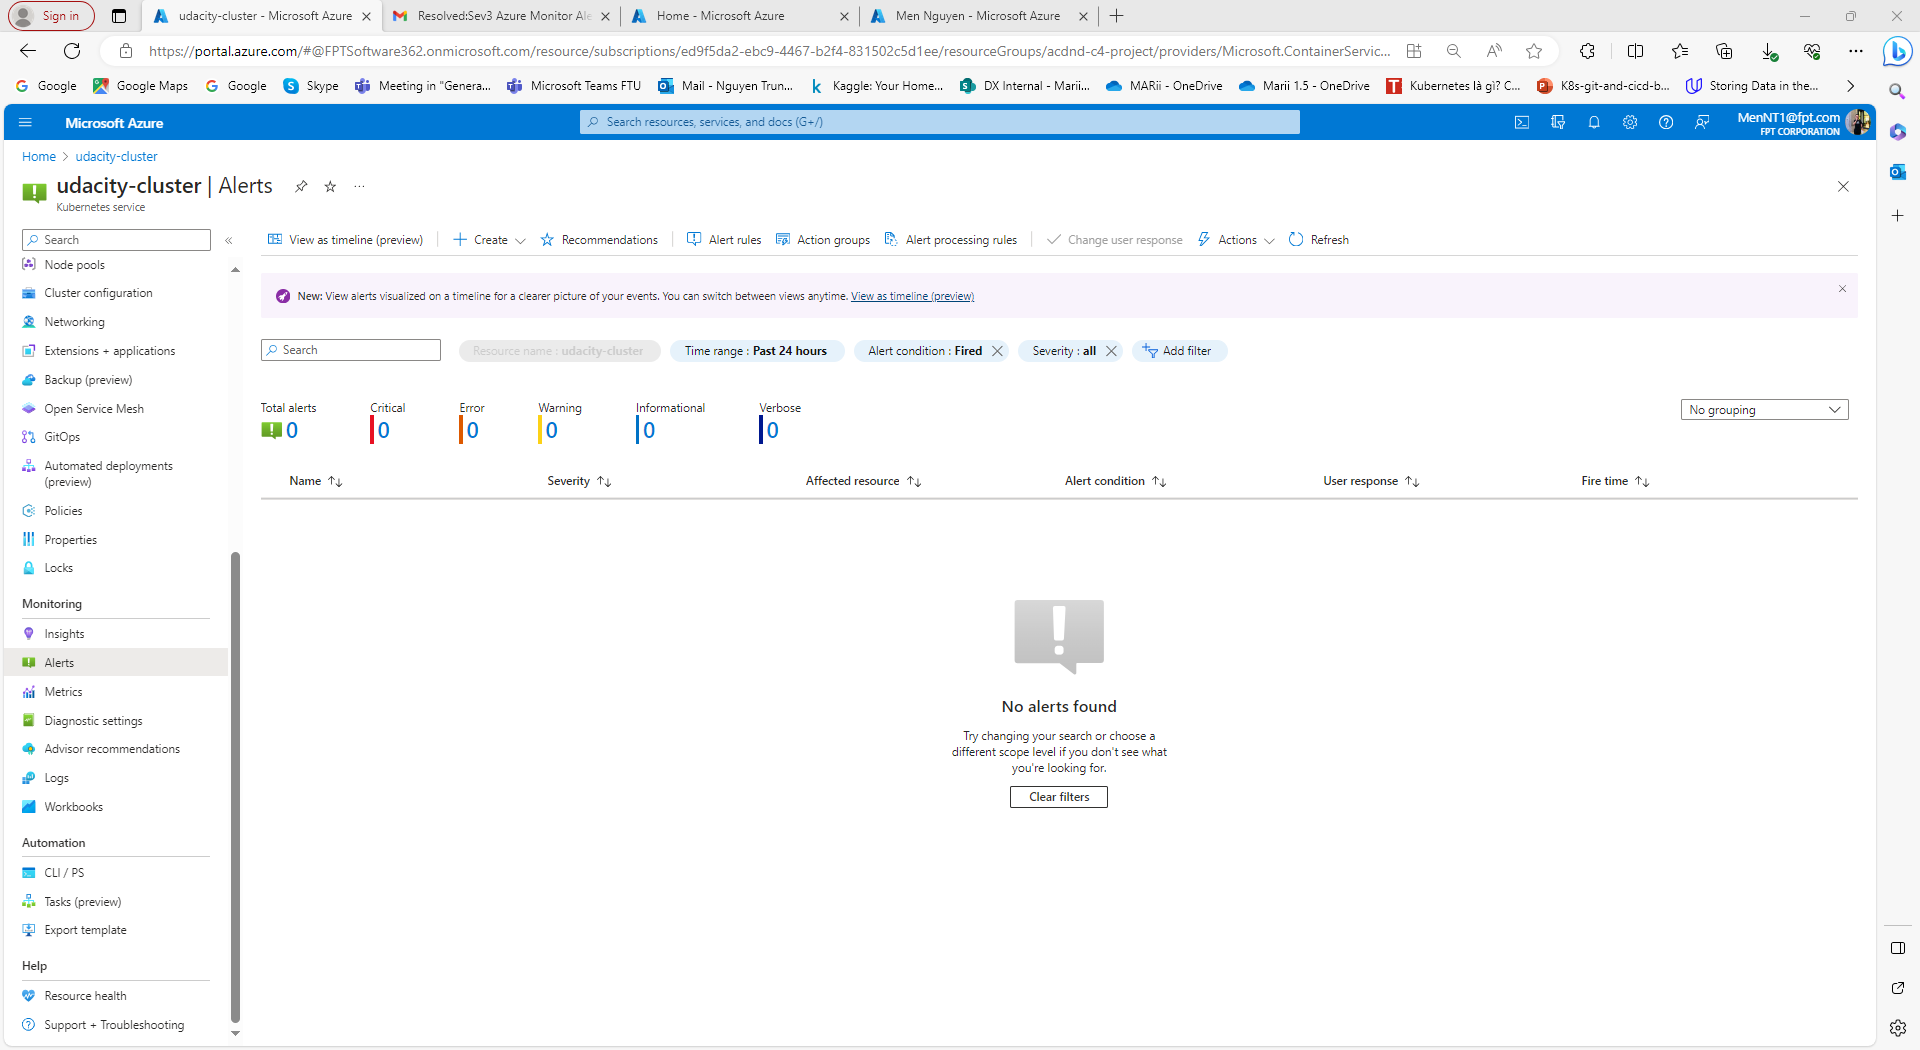 Sign in
udacity-cluster - Microsoft Azure
Resolved:Sev3 Azure Monitor Ale
Home - Microsoft Azure
Men Nguyen - Microsoft Azure
https://portal.azure.com/#@FPTSoftware362.onmicrosoft.com/resource/subscriptions/ed9f5da2-ebc9-4467-b2f4-831502c5d1ee/resourceGroups/acdnd-c4-project/providers/Microsoft.ContainerServic...
Google
Google Maps
Google
Skype
Meeting in "Genera...
Microsoft Teams FTU
Mail - Nguyen Trun...
Kaggle: Your Home...
DX Internal - Marii...
MARii - OneDrive
Marii 1.5 - OneDrive
Kubernetes là gì? C...
K8s-git-and-cicd-b...
Storing Data in the...
Microsoft Azure
Search resources, services, and docs (G+/)
MenNT1@fpt.com
FPT CORPORATION
Home > udacity-cluster
udacity-cluster | Alerts
Kubernetes service
Search
Node pools
Cluster configuration
Networking
Extensions + applications
Backup (preview)
Open Service Mesh
GitOps
Automated deployments
(preview)
Policies
Properties
Locks
Monitoring
Insights
Alerts
Metrics
Diagnostic settings
Advisor recommendations
Logs
Workbooks
Automation
CLI / PS
Tasks (preview)
Export template
Help
Resource health
Support + Troubleshooting
View as timeline (preview)
Create
Recommendations
Alert rules
Action groups
Alert processing rules
Change user response
Actions
Refresh
New: View alerts visualized on a timeline for a clearer picture of your events. You can switch between views anytime. View as timeline (preview)
Search
Resource name : udacity-cluster
Time range : Past 24 hours
Alert condition : Fired
Severity : all
Add filter
Total alerts
0
Critical
0
Error
0
Warning
0
Informational
0
Verbose
0
No grouping
Name
Severity
Affected resource
Alert condition
User response
Fire time
No alerts found
Try changing your search or choose a
different scope level if you don't see what
you're looking for.
Clear filters